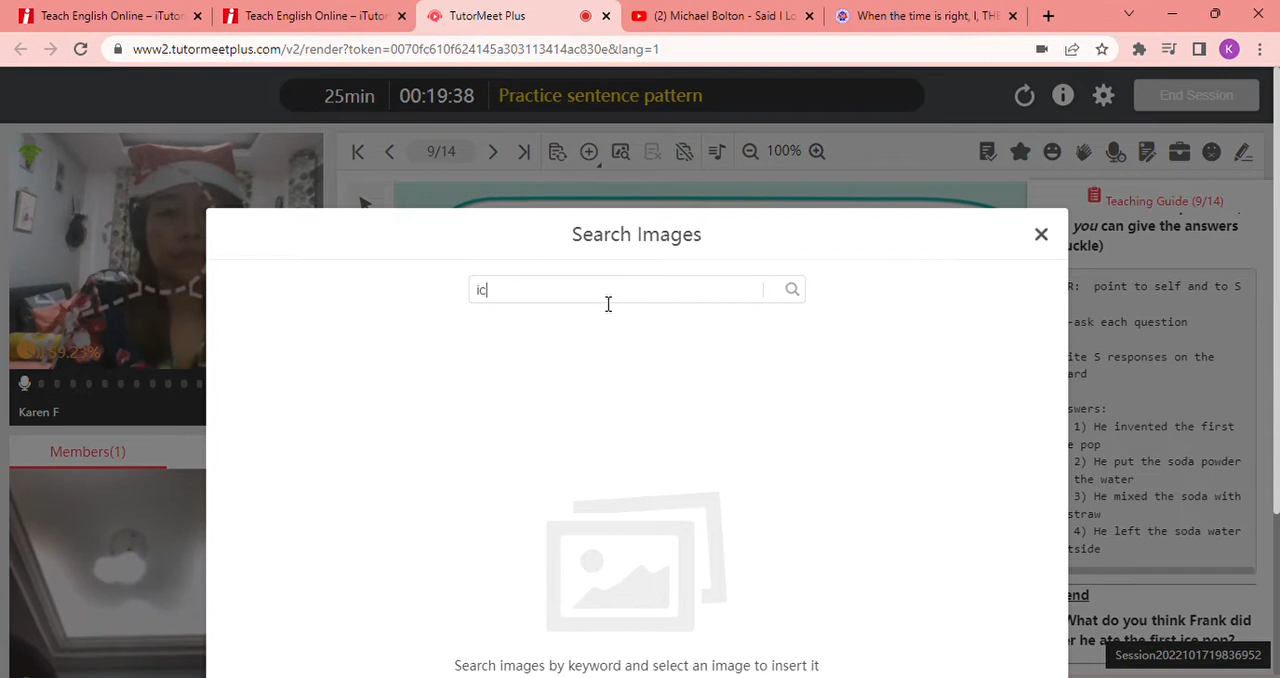 Teach English Online – iTutor
Teach English Online – iTutor
TutorMeet Plus
(2) Michael Bolton - Said I Lo
When the time is right, I, THE
www2.tutormeetplus.com/v2/render?token=0070fc610f624145a303113414ac830e&lang=1
K
25min
00:19:38
Practice sentence pattern
End Session
9/14
100%
Teaching Guide (9/14)
you can give the answers
uckle)
R: point to self and to S
-ask each question
ite S responses on the
ard
swers:
1) He invented the first
e pop
2) He put the soda powder
the water
3) He mixed the soda with
straw
4) He left the soda water
tside
end
What do you think Frank did
er he ate the first ice pop?
Session2022101719836952
Search Images
ic
Search images by keyword and select an image to insert it
59.23%
Karen F
Members(1)